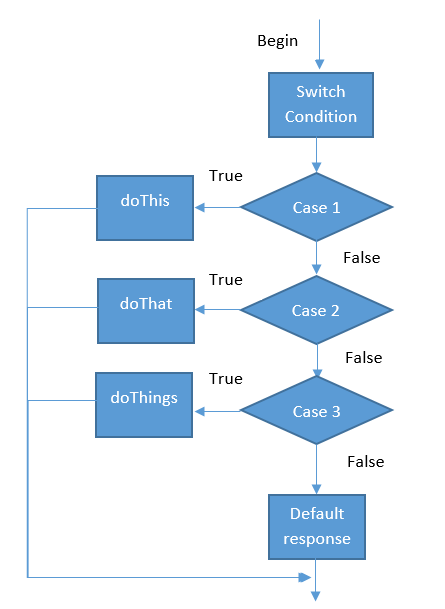 Begin
Switch
Condition
True
doThis
Case 1
False
True
doThat
Case 2
False
True
doThings
Case 3
False
Default
response